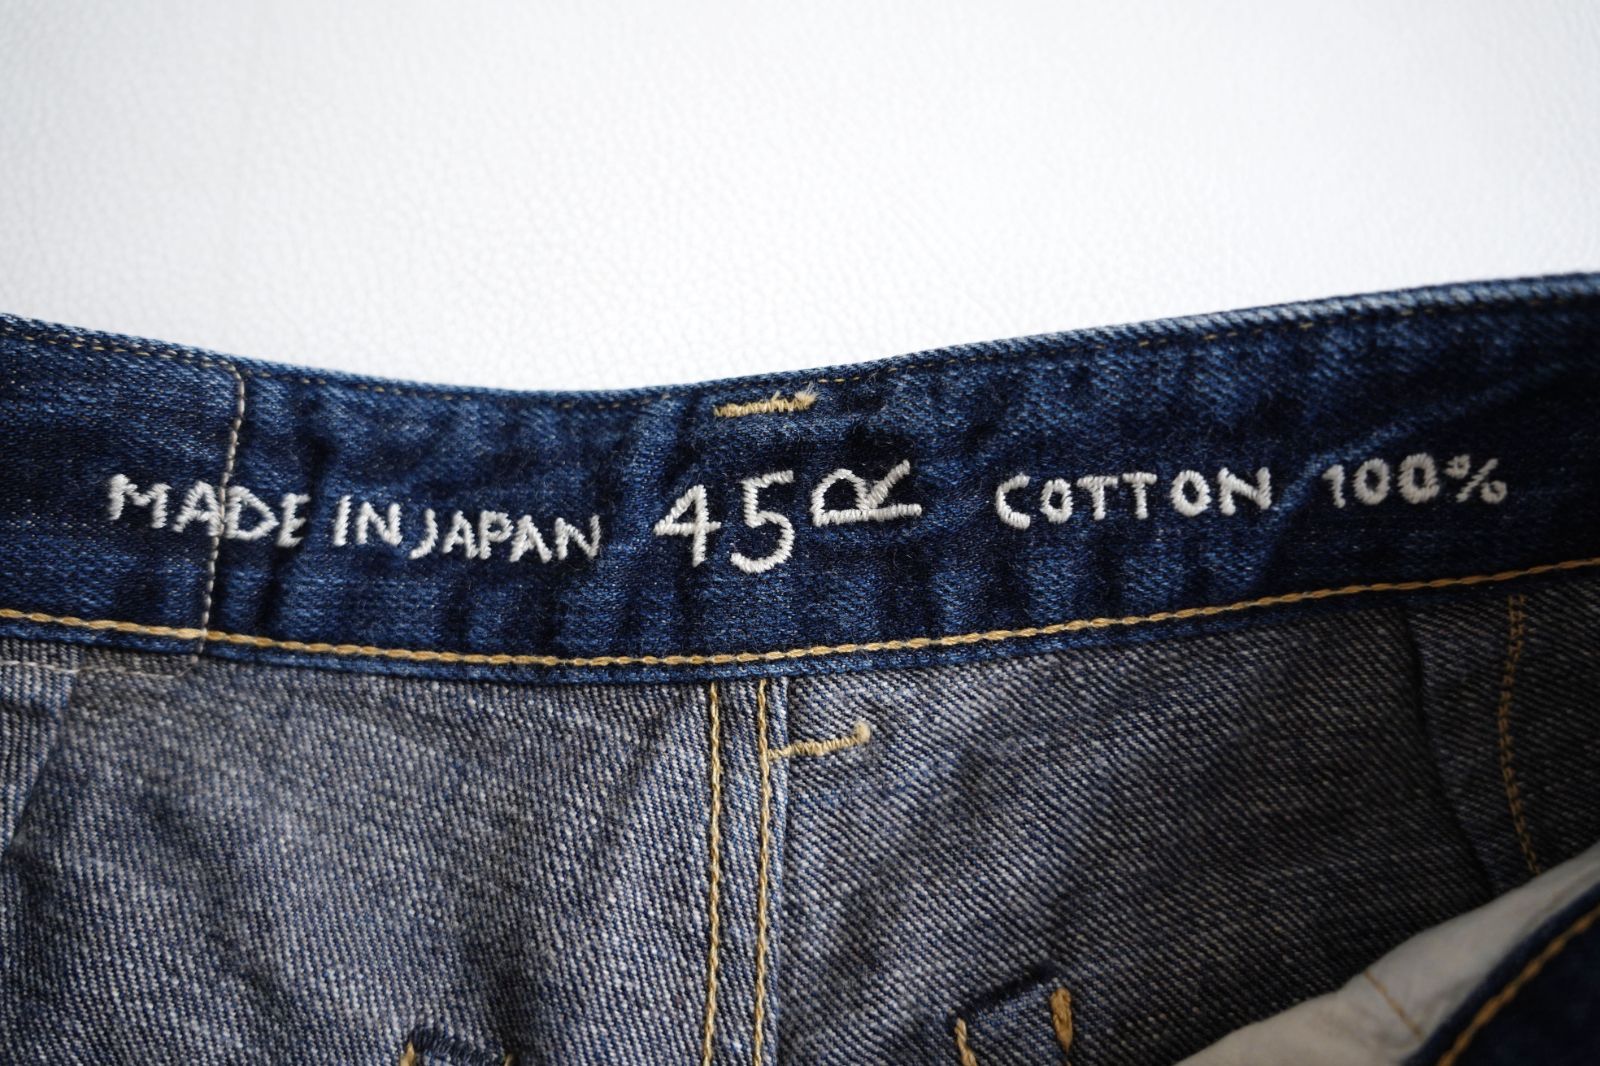 MADE IN JAPAN 45R COTTON 100%